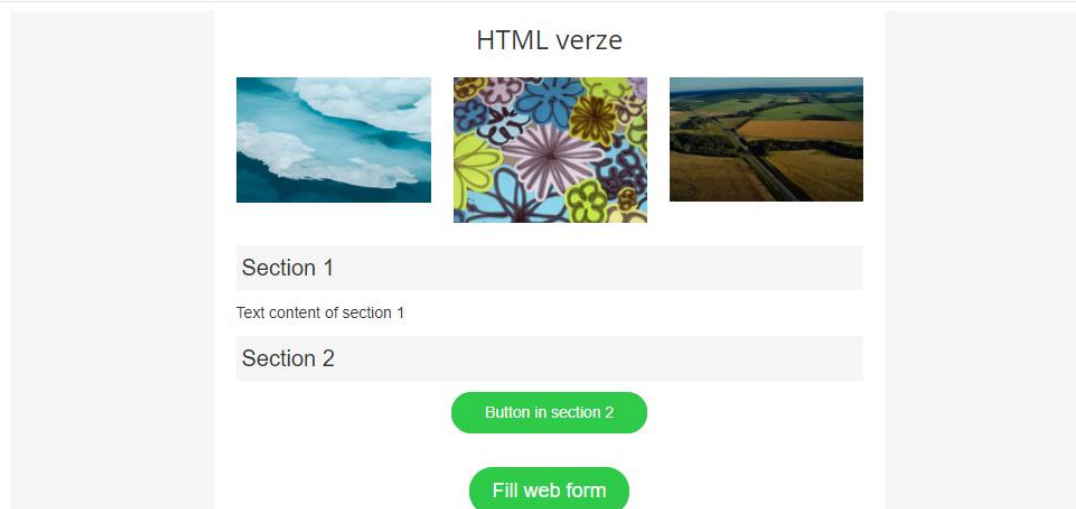 HTML verze
Section 1
Text content of section 1
Section 2
Button in section 2
Fill web form